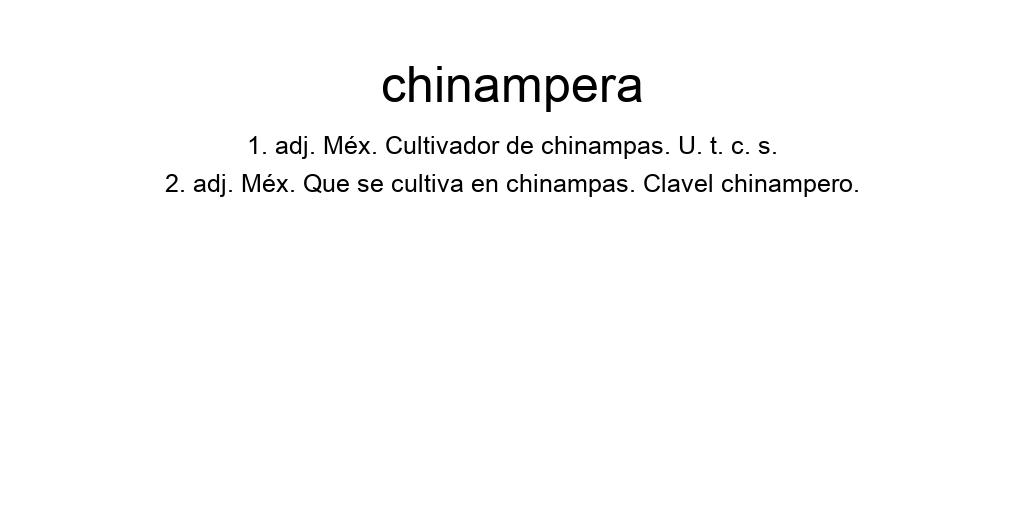 chinampera
1. adj. Méx. Cultivador de chinampas. U. t. c. s.
2. adj. Méx. Que se cultiva en chinampas. Clavel chinampero.